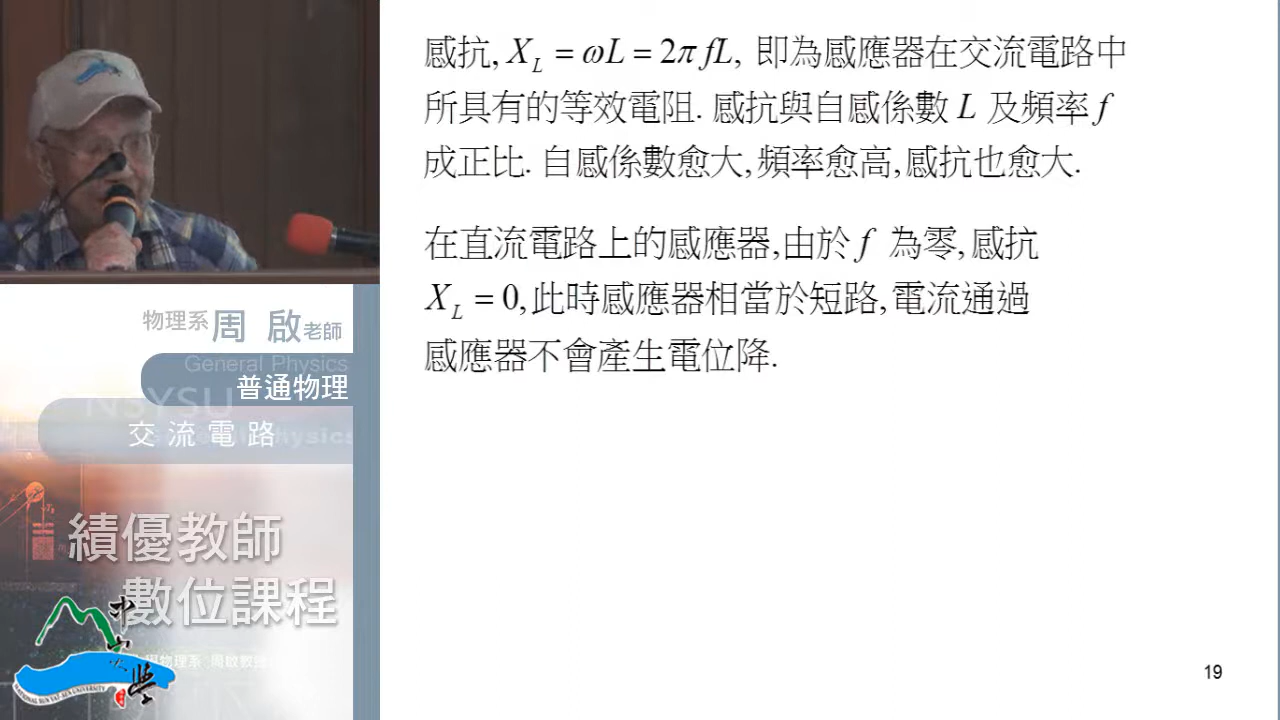 感抗, X_L = ωL = 2π fL, 即為感應器在交流電路中
所具有的等效電阻. 感抗與自感係數 L 及頻率 f
成正比. 自感係數愈大, 頻率愈高, 感抗也愈大.
在直流電路上的感應器, 由於 f 為零, 感抗
X_L = 0, 此時感應器相當於短路, 電流通過
感應器不會產生電位降.
物理系 周 啟 老師
General Physics
普通物理
NSYSU
交流電路
績優教師
數位課程
NATIONAL SUN YAT-SEN UNIVERSITY
19